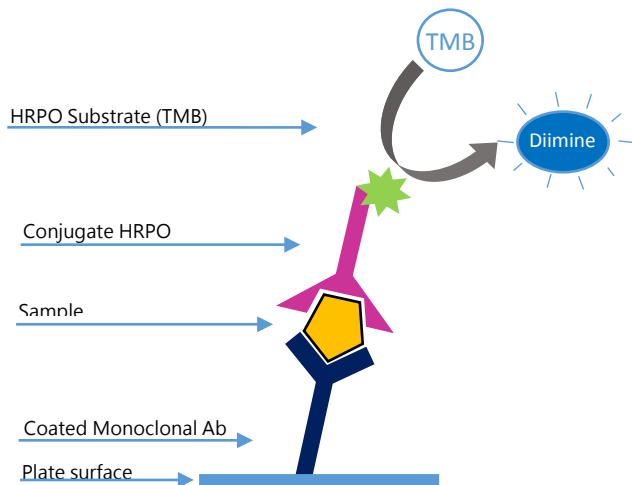 TMB
HRPO Substrate (TMB)
Diimine
Conjugate HRPO
Sample
Coated Monoclonal Ab
Plate surface